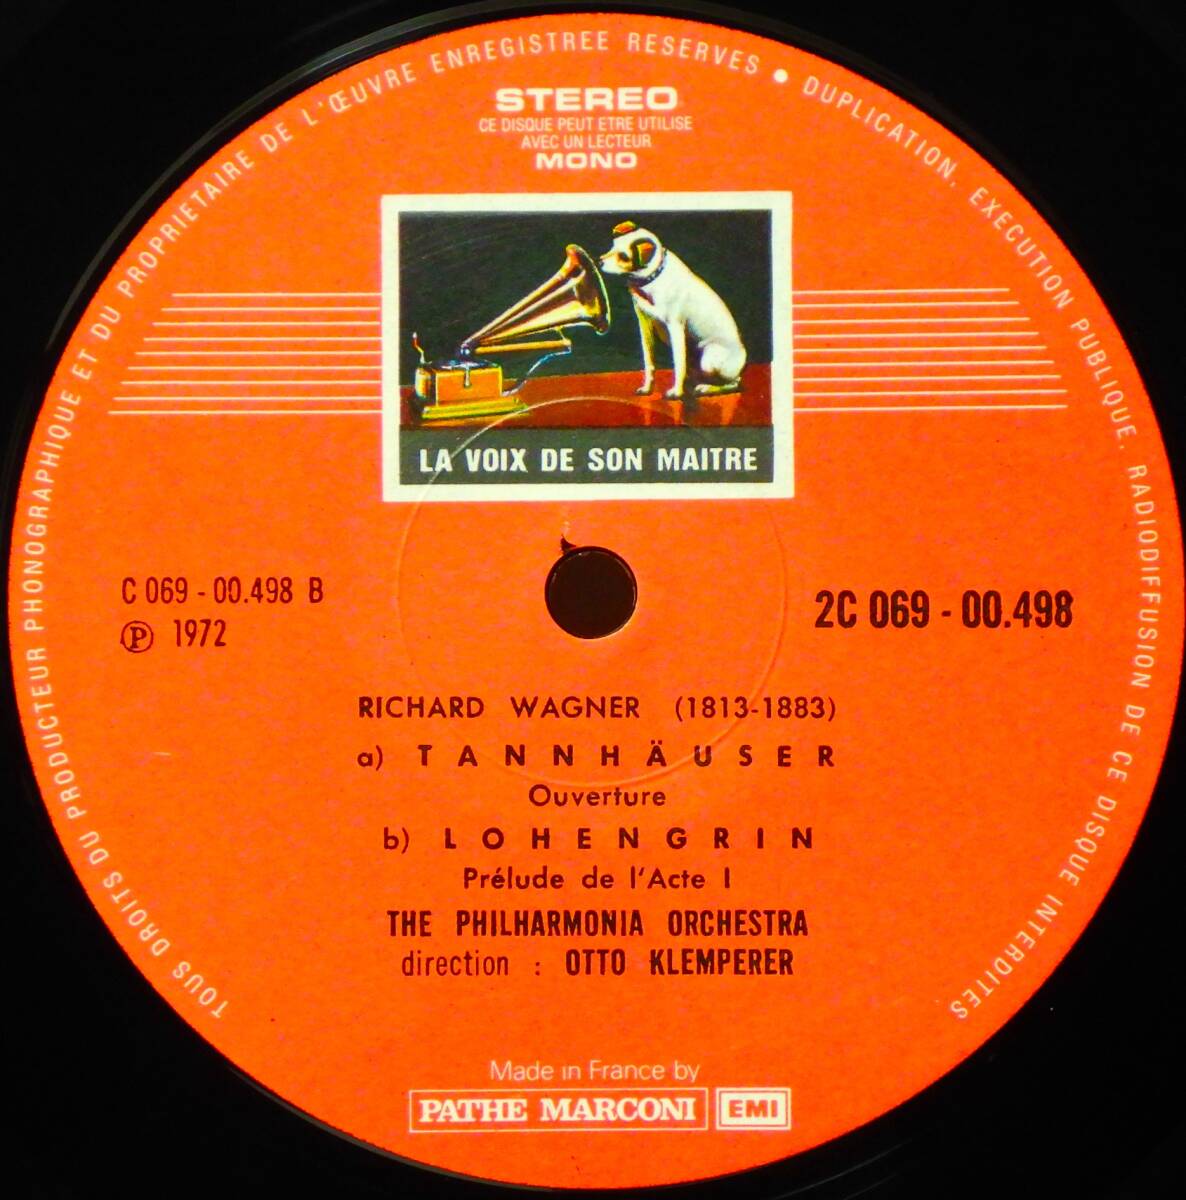 TOUS DROITS DU PRODUCTEUR PHONOGRAPHIQUE ET DU PROPRIETAIRE DE L'ŒUVRE ENREGISTREE RESERVES ● DUPLICATION, EXECUTION PUBLIQUE, RADIODIFFUSION DE CE DISQUE INTERDITES
STEREO
CE DISQUE PEUT ETRE UTILISE
AVEC UN LECTEUR
MONO
LA VOIX DE SON MAITRE
C 069 - 00.498 B
Ⓟ 1972
2C 069 - 00.498
RICHARD WAGNER (1813-1883)
a) TANNHÄUSER
Ouverture
b) LOHENGRIN
Prélude de l'Acte I
THE PHILHARMONIA ORCHESTRA
direction : OTTO KLEMPERER
Made in France by
PATHE MARCONI EMI